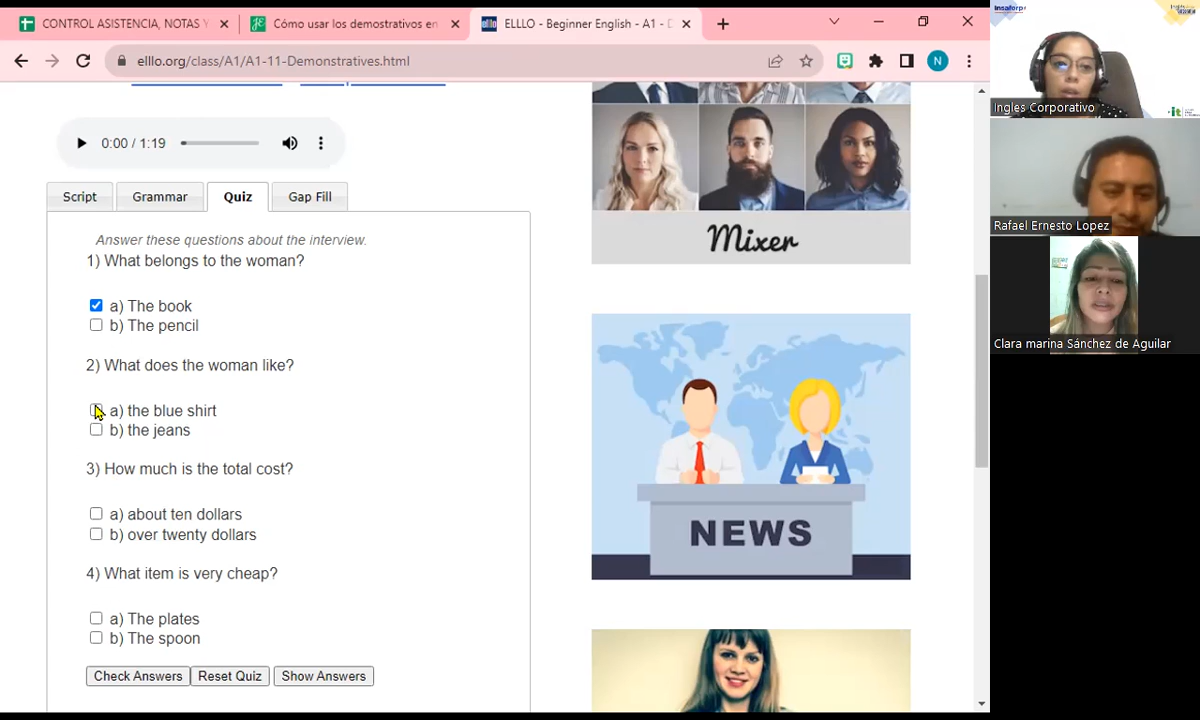 CONTROL ASISTENCIA, NOTAS Y
Cómo usar los demostrativos en
ELLLO - Beginner English - A1 - D
elllo.org/class/A1/A1-11-Demonstratives.html
N
0:00 / 1:19
Script
Grammar
Quiz
Gap Fill
Answer these questions about the interview.
1) What belongs to the woman?
a) The book
b) The pencil
2) What does the woman like?
a) the blue shirt
b) the jeans
3) How much is the total cost?
a) about ten dollars
b) over twenty dollars
4) What item is very cheap?
a) The plates
b) The spoon
Check Answers
Reset Quiz
Show Answers
Mixer
NEWS
Insaforp
Ingles Corporativo
Rafael Ernesto Lopez
Clara marina Sánchez de Aguilar